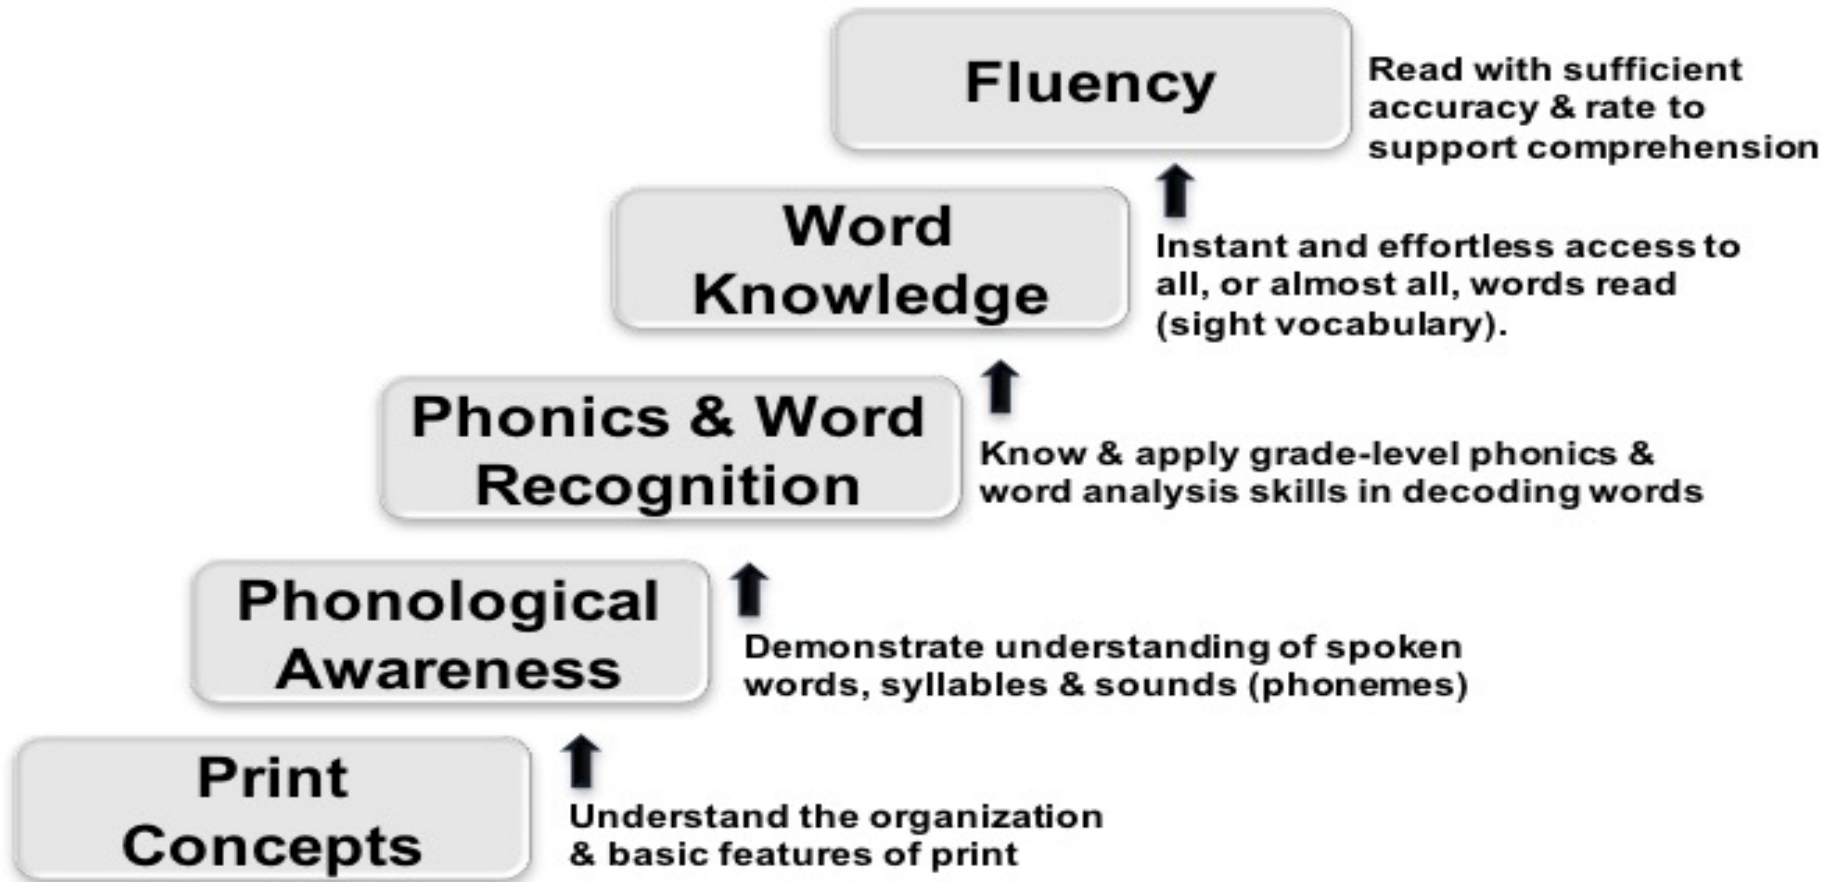 Fluency
Read with sufficient
accuracy & rate to
support comprehension
Word
Knowledge
Instant and effortless access to
all, or almost all, words read
(sight vocabulary).
Phonics & Word
Recognition
Know & apply grade-level phonics &
word analysis skills in decoding words
Phonological
Awareness
Demonstrate understanding of spoken
words, syllables & sounds (phonemes)
Print
Concepts
Understand the organization
& basic features of print